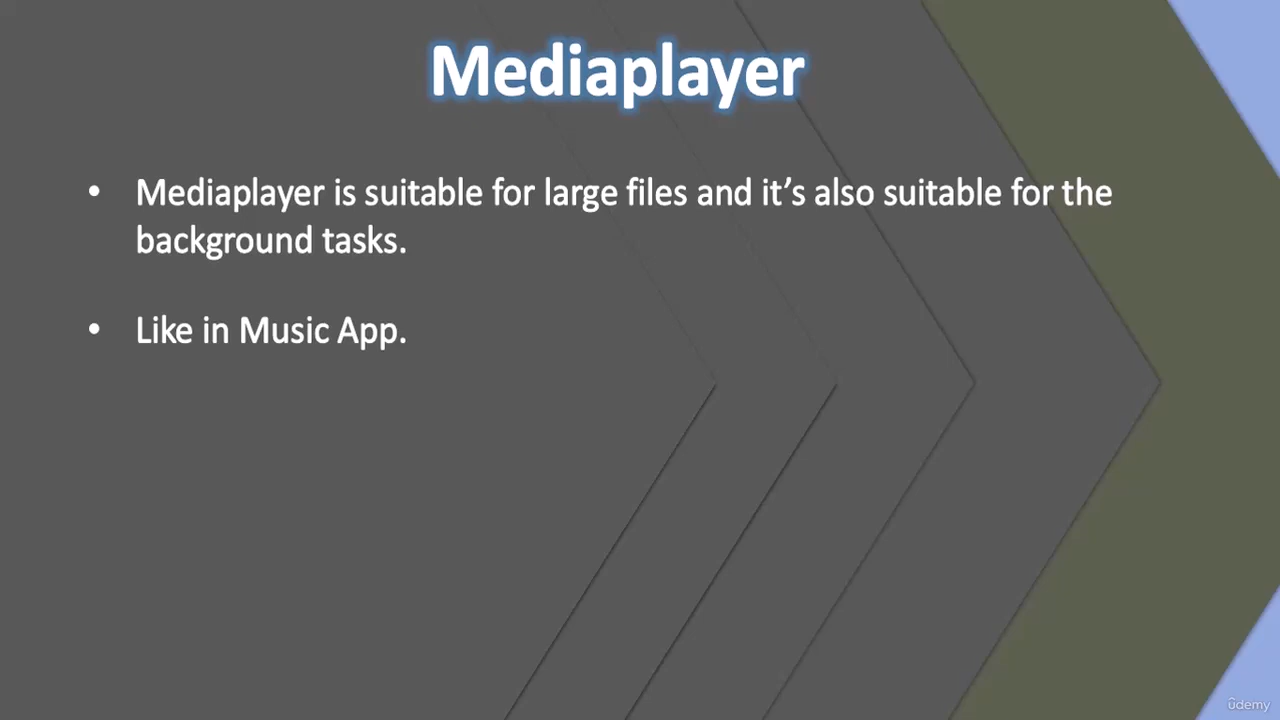 Mediaplayer
• Mediaplayer is suitable for large files and it’s also suitable for the
background tasks.
• Like in Music App.
ûdemy